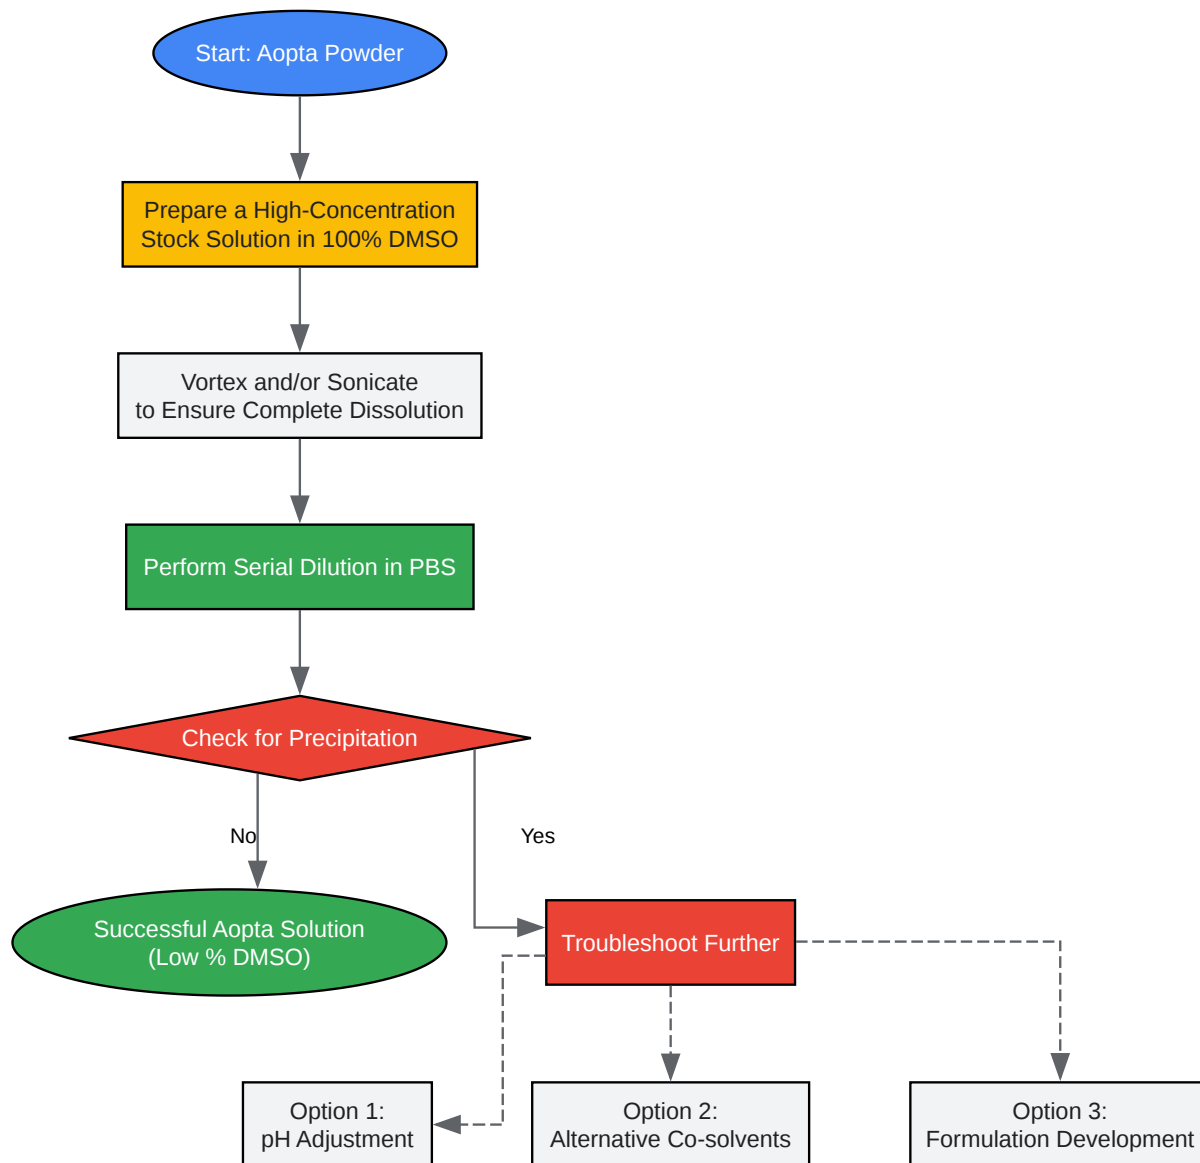 Start: Aopta Powder
Prepare a High-Concentration
Stock Solution in 100% DMSO
Vortex and/or Sonicate
to Ensure Complete Dissolution
Perform Serial Dilution in PBS
Check for Precipitation
No
Yes
Successful Aopta Solution
(Low % DMSO)
Troubleshoot Further
Option 1:
pH Adjustment
Option 2:
Alternative Co-solvents
Option 3:
Formulation Development